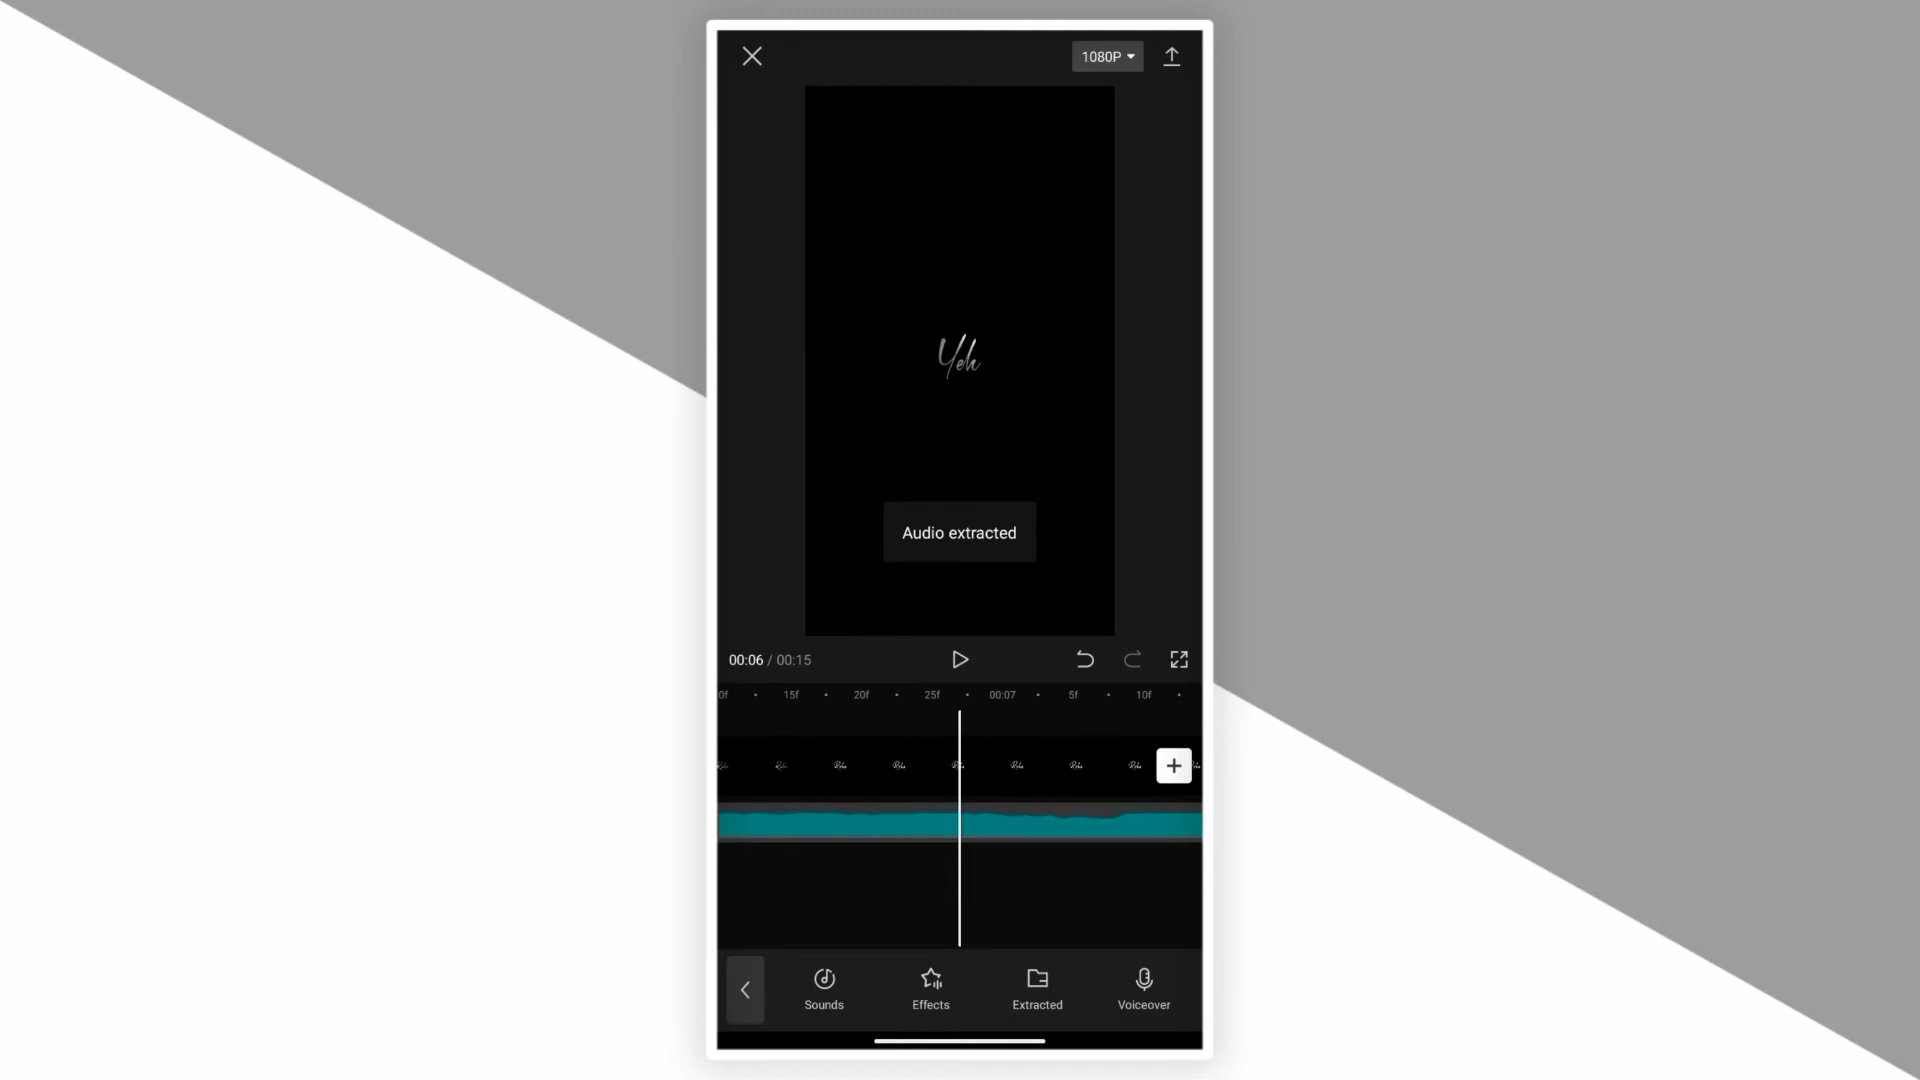 1080P
Yeh
Audio extracted
00:06 / 00:15
0f 15f 20f 25f 00:07 5f 10f
Sounds Effects Extracted Voiceover